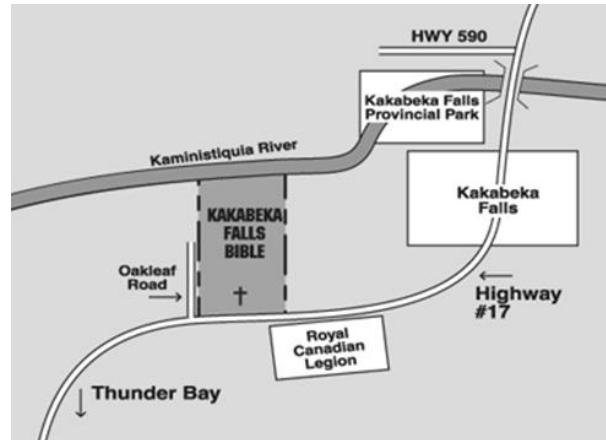 HWY 590
Kakabeka Falls
Provincial Park
Kaministiquia River
Kakabeka
Falls
KAKABEKA
FALLS
BIBLE
Oakleaf
Road
Highway
#17
Royal
Canadian
Legion
Thunder Bay